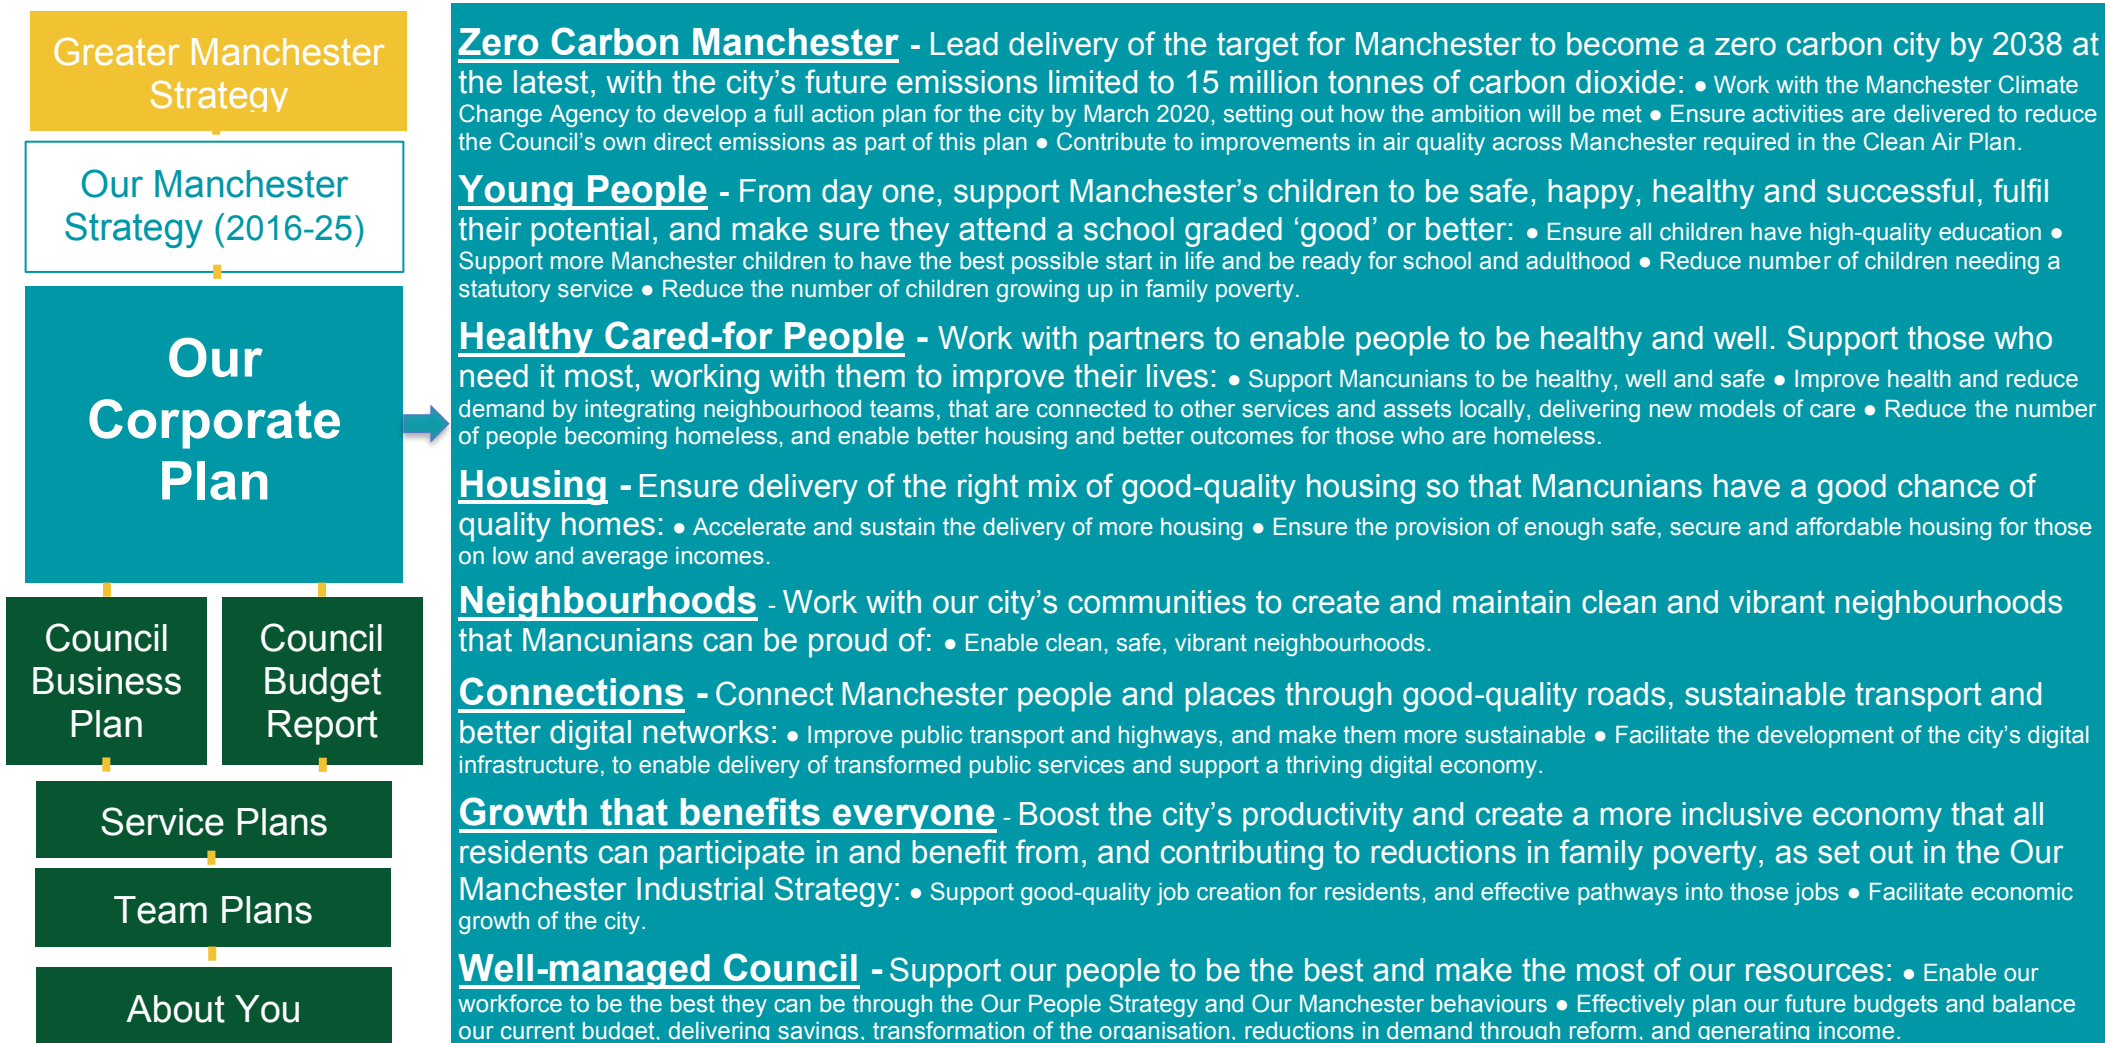 Greater Manchester
Strategy
Our Manchester
Strategy (2016-25)
Our
Corporate
Plan
Council
Business
Plan
Council
Budget
Report
Service Plans
Team Plans
About You
Zero Carbon Manchester - Lead delivery of the target for Manchester to become a zero carbon city by 2038 at
the latest, with the city’s future emissions limited to 15 million tonnes of carbon dioxide: ● Work with the Manchester Climate
Change Agency to develop a full action plan for the city by March 2020, setting out how the ambition will be met ● Ensure activities are delivered to reduce
the Council’s own direct emissions as part of this plan ● Contribute to improvements in air quality across Manchester required in the Clean Air Plan.
Young People - From day one, support Manchester’s children to be safe, happy, healthy and successful, fulfil
their potential, and make sure they attend a school graded ‘good’ or better: ● Ensure all children have high-quality education ●
Support more Manchester children to have the best possible start in life and be ready for school and adulthood ● Reduce number of children needing a
statutory service ● Reduce the number of children growing up in family poverty.
Healthy Cared-for People - Work with partners to enable people to be healthy and well. Support those who
need it most, working with them to improve their lives: ● Support Mancunians to be healthy, well and safe ● Improve health and reduce
demand by integrating neighbourhood teams, that are connected to other services and assets locally, delivering new models of care ● Reduce the number
of people becoming homeless, and enable better housing and better outcomes for those who are homeless.
Housing - Ensure delivery of the right mix of good-quality housing so that Mancunians have a good chance of
quality homes: ● Accelerate and sustain the delivery of more housing ● Ensure the provision of enough safe, secure and affordable housing for those
on low and average incomes.
Neighbourhoods - Work with our city’s communities to create and maintain clean and vibrant neighbourhoods
that Mancunians can be proud of: ● Enable clean, safe, vibrant neighbourhoods.
Connections - Connect Manchester people and places through good-quality roads, sustainable transport and
better digital networks: ● Improve public transport and highways, and make them more sustainable ● Facilitate the development of the city’s digital
infrastructure, to enable delivery of transformed public services and support a thriving digital economy.
Growth that benefits everyone - Boost the city’s productivity and create a more inclusive economy that all
residents can participate in and benefit from, and contributing to reductions in family poverty, as set out in the Our
Manchester Industrial Strategy: ● Support good-quality job creation for residents, and effective pathways into those jobs ● Facilitate economic
growth of the city.
Well-managed Council - Support our people to be the best and make the most of our resources: ● Enable our
workforce to be the best they can be through the Our People Strategy and Our Manchester behaviours ● Effectively plan our future budgets and balance
our current budget, delivering savings, transformation of the organisation, reductions in demand through reform, and generating income.